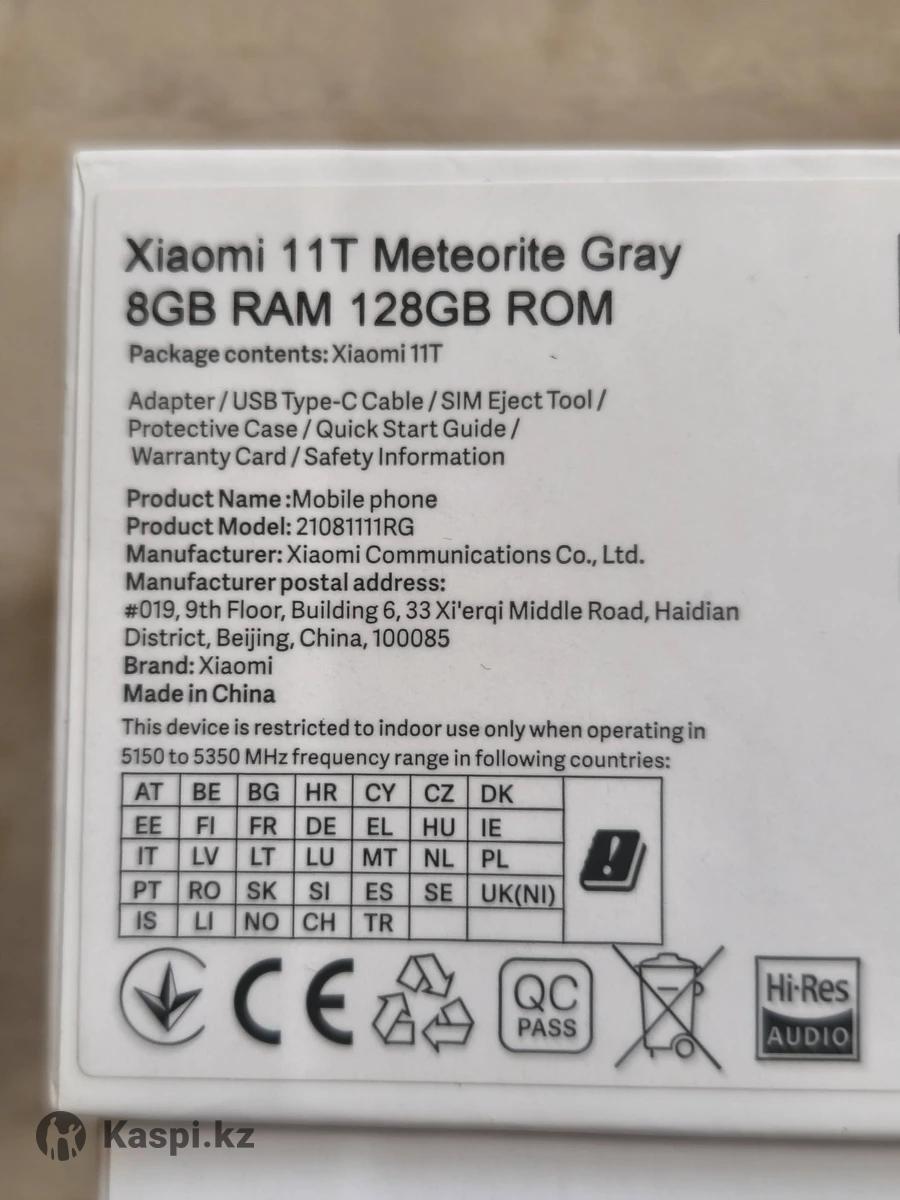 Xiaomi 11T Meteorite Gray
8GB RAM 128GB ROM
Package contents: Xiaomi 11T
Adapter / USB Type-C Cable / SIM Eject Tool /
Protective Case / Quick Start Guide /
Warranty Card / Safety Information
Product Name :Mobile phone
Product Model: 21081111RG
Manufacturer: Xiaomi Communications Co., Ltd.
Manufacturer postal address:
#019, 9th Floor, Building 6, 33 Xi'erqi Middle Road, Haidian
District, Beijing, China, 100085
Brand: Xiaomi
Made in China
This device is restricted to indoor use only when operating in
5150 to 5350 MHz frequency range in following countries:
AT BE BG HR CY CZ DK
EE FI FR DE EL HU IE
IT LV LT LU MT NL PL
PT RO SK SI ES SE UK(NI)
IS LI NO CH TR
CE
QC
PASS
Hi-Res
AUDIO
Kaspi.kz